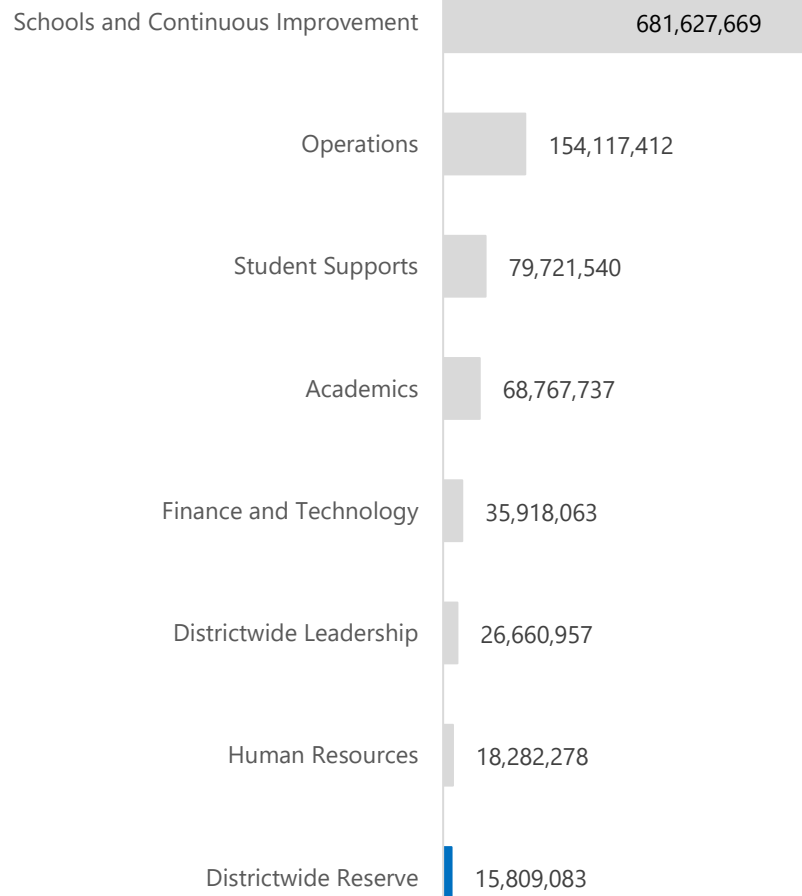 Schools and Continuous Improvement 681,627,669
Operations 154,117,412
Student Supports 79,721,540
Academics 68,767,737
Finance and Technology 35,918,063
Districtwide Leadership 26,660,957
Human Resources 18,282,278
Districtwide Reserve 15,809,083